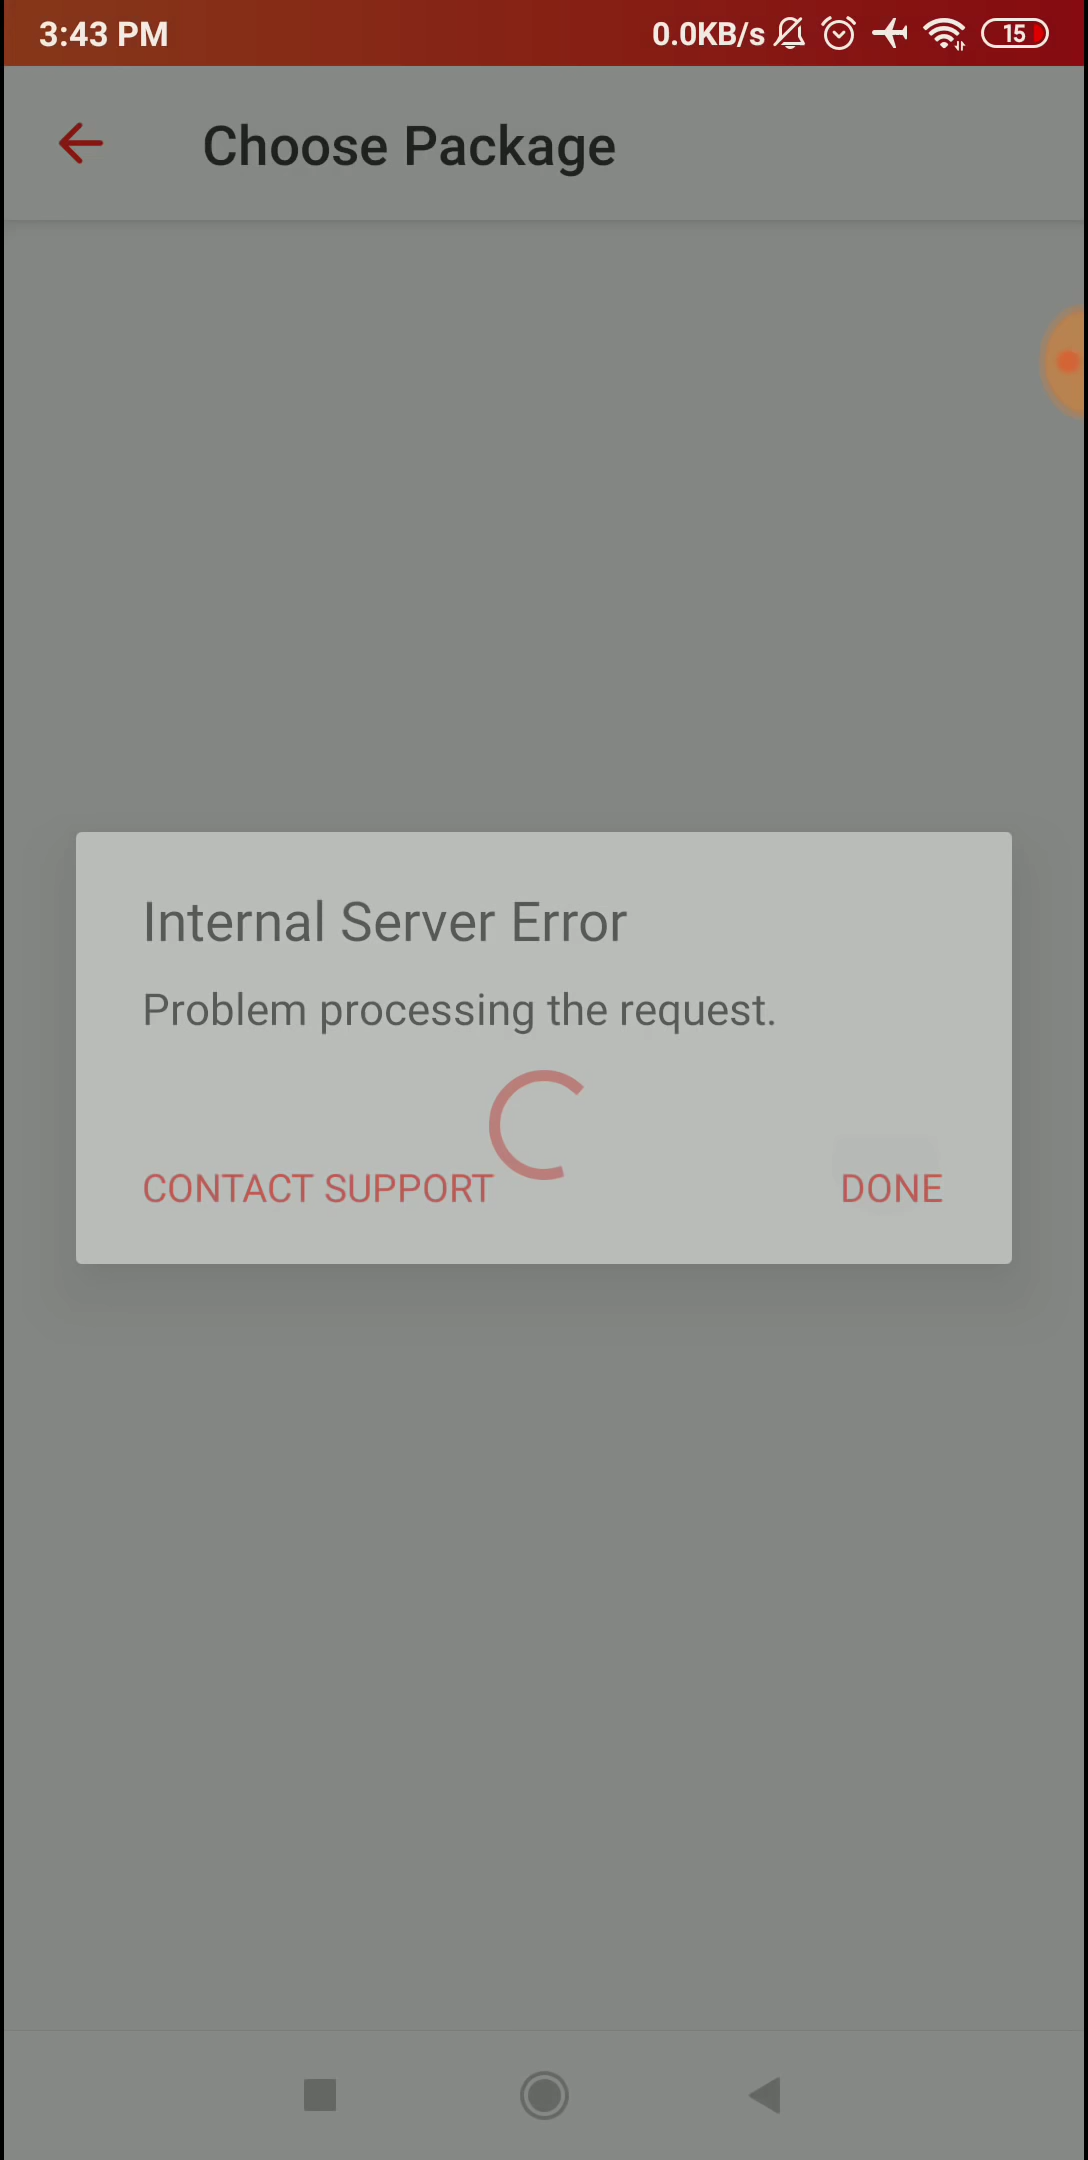 3:43 PM 0.0KB/s 15
Choose Package
Internal Server Error
Problem processing the request.
CONTACT SUPPORT DONE